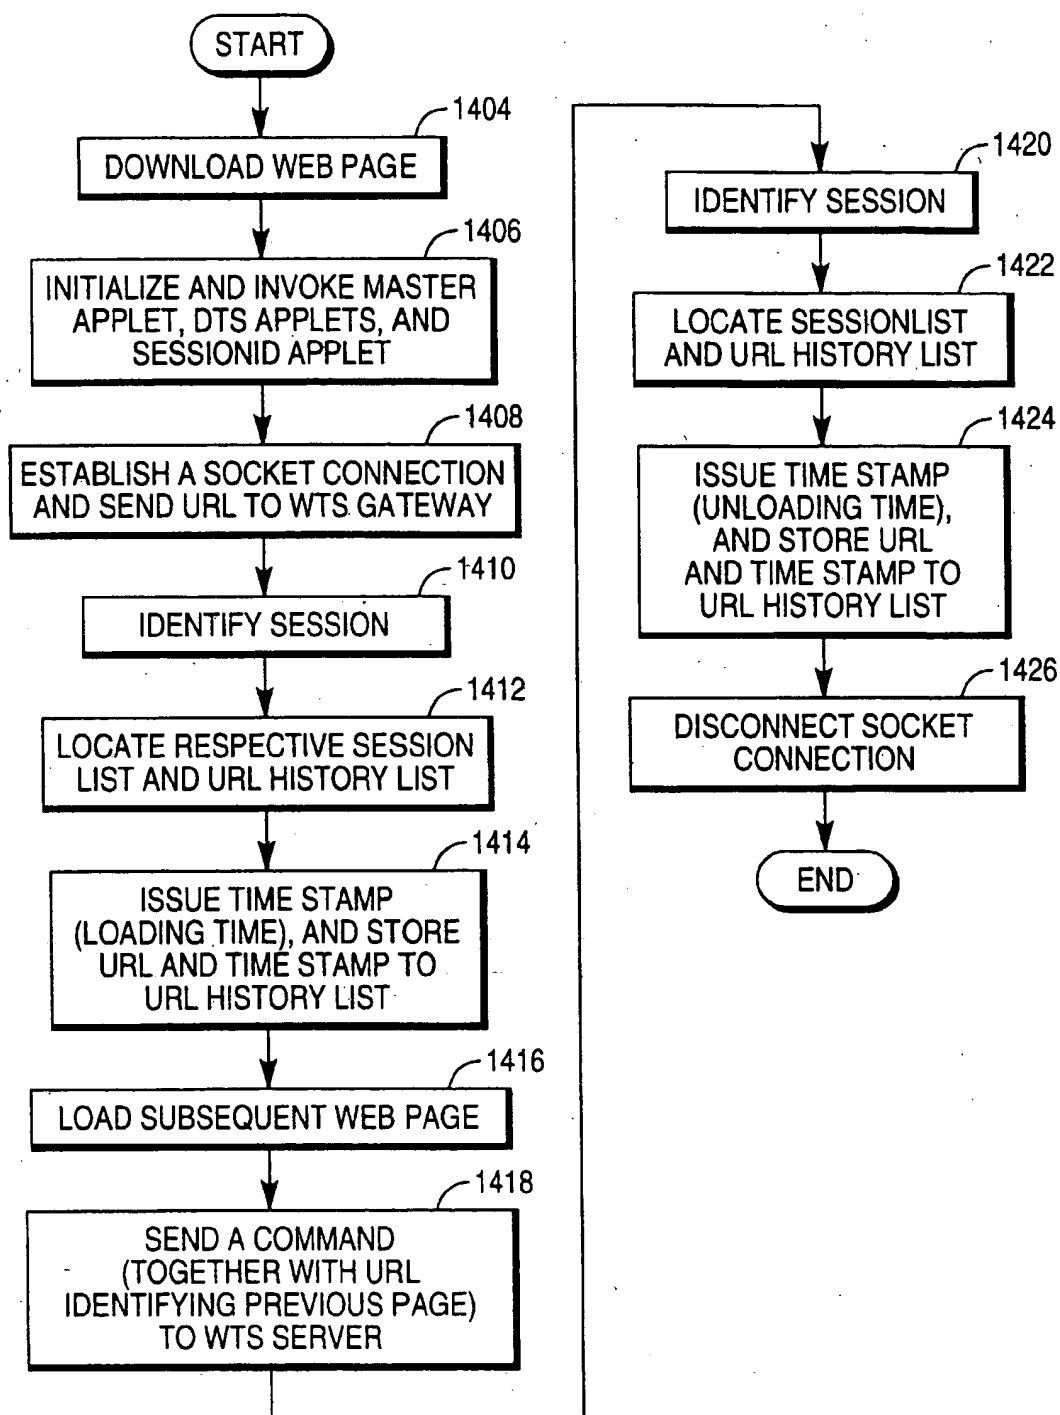 START
1404
DOWNLOAD WEB PAGE
1406
INITIALIZE AND INVOKE MASTER
APPLET, DTS APPLETS, AND
SESSIONID APPLET
1408
ESTABLISH A SOCKET CONNECTION
AND SEND URL TO WTS GATEWAY
1410
IDENTIFY SESSION
1412
LOCATE RESPECTIVE SESSION
LIST AND URL HISTORY LIST
1414
ISSUE TIME STAMP
(LOADING TIME), AND STORE
URL AND TIME STAMP TO
URL HISTORY LIST
1416
LOAD SUBSEQUENT WEB PAGE
1418
SEND A COMMAND
(TOGETHER WITH URL
IDENTIFYING PREVIOUS PAGE)
TO WTS SERVER
1420
IDENTIFY SESSION
1422
LOCATE SESSIONLIST
AND URL HISTORY LIST
1424
ISSUE TIME STAMP
(UNLOADING TIME),
AND STORE URL
AND TIME STAMP TO
URL HISTORY LIST
1426
DISCONNECT SOCKET
CONNECTION
END